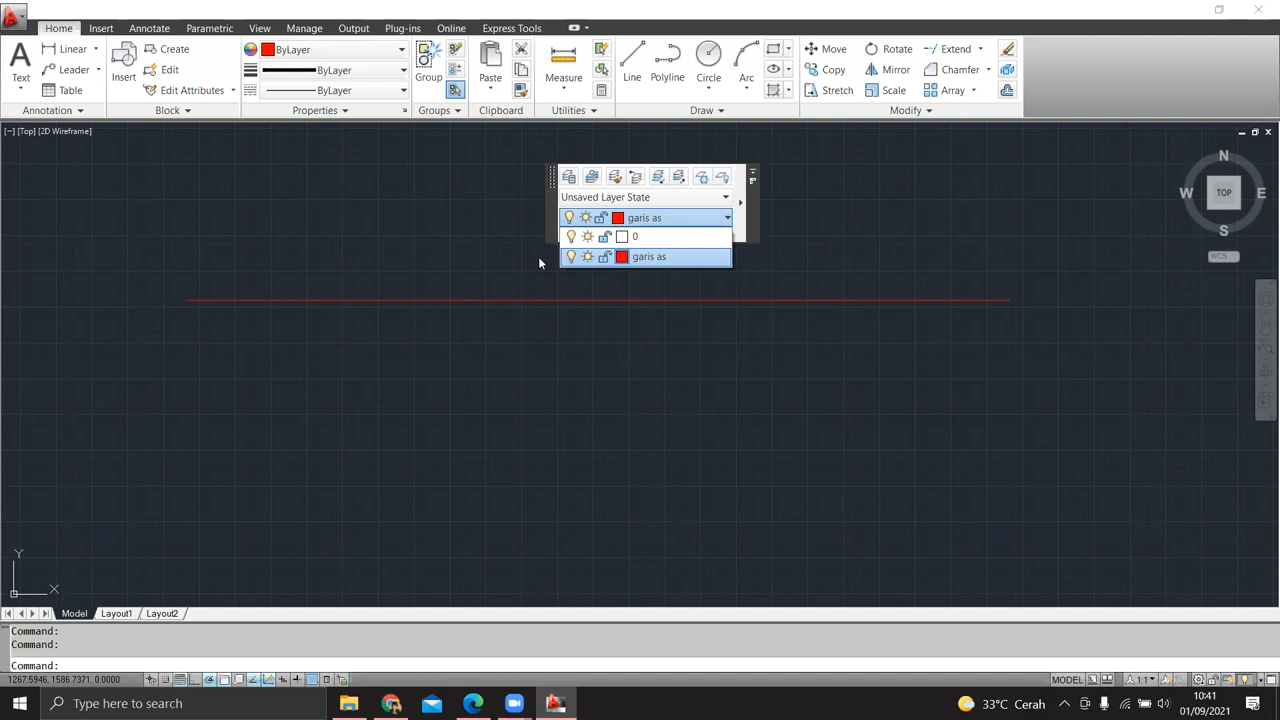 Home Insert Annotate Parametric View Manage Output Plug-ins Online Express Tools
Text
Linear
Leader
Table
Annotation
Insert
Create
Edit
Edit Attributes
Block
ByLayer
ByLayer
ByLayer
Properties
Group
Groups
Paste
Clipboard
Measure
Utilities
Line
Polyline
Circle
Arc
Draw
Move Rotate Extend
Copy Mirror Chamfer
Stretch Scale Array
Modify
[−] [Top] [2D Wireframe]
Unsaved Layer State
garis as
0
garis as
N
W TOP E
S
WCS
Y
X
Model Layout1 Layout2
Command:
Command:
Command:
1267.5946, 1586.7371, 0.0000
MODEL
1:1
Type here to search
33°C Cerah
10:41
01/09/2021